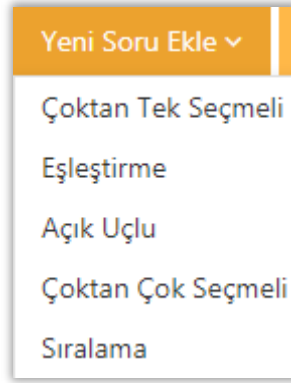 Yeni Soru Ekle
Çoktan Tek Seçmeli
Eşleştirme
Açık Uçlu
Çoktan Çok Seçmeli
Sıralama